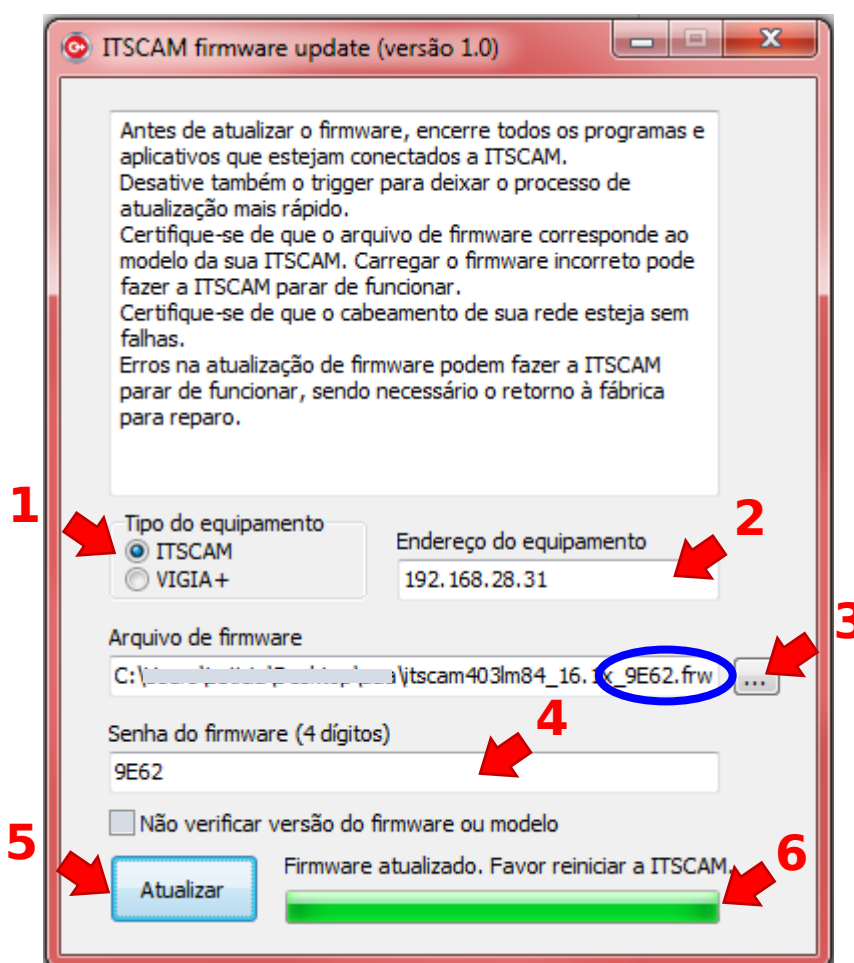 ITSCAM firmware update (versão 1.0)
Antes de atualizar o firmware, encerre todos os programas e
aplicativos que estejam conectados a ITSCAM.
Desative também o trigger para deixar o processo de
atualização mais rápido.
Certifique-se de que o arquivo de firmware corresponde ao
modelo da sua ITSCAM. Carregar o firmware incorreto pode
fazer a ITSCAM parar de funcionar.
Certifique-se de que o cabeamento de sua rede esteja sem
falhas.
Erros na atualização de firmware podem fazer a ITSCAM
parar de funcionar, sendo necessário o retorno à fábrica
para reparo.
1
Tipo do equipamento
ITSCAM
VIGIA+
2
Endereço do equipamento
192.168.28.31
3
Arquivo de firmware
C:\ \itscam403lm84_16.1x_9E62.frw
...
4
Senha do firmware (4 dígitos)
9E62
Não verificar versão do firmware ou modelo
5
Atualizar
Firmware atualizado. Favor reiniciar a ITSCAM.
6